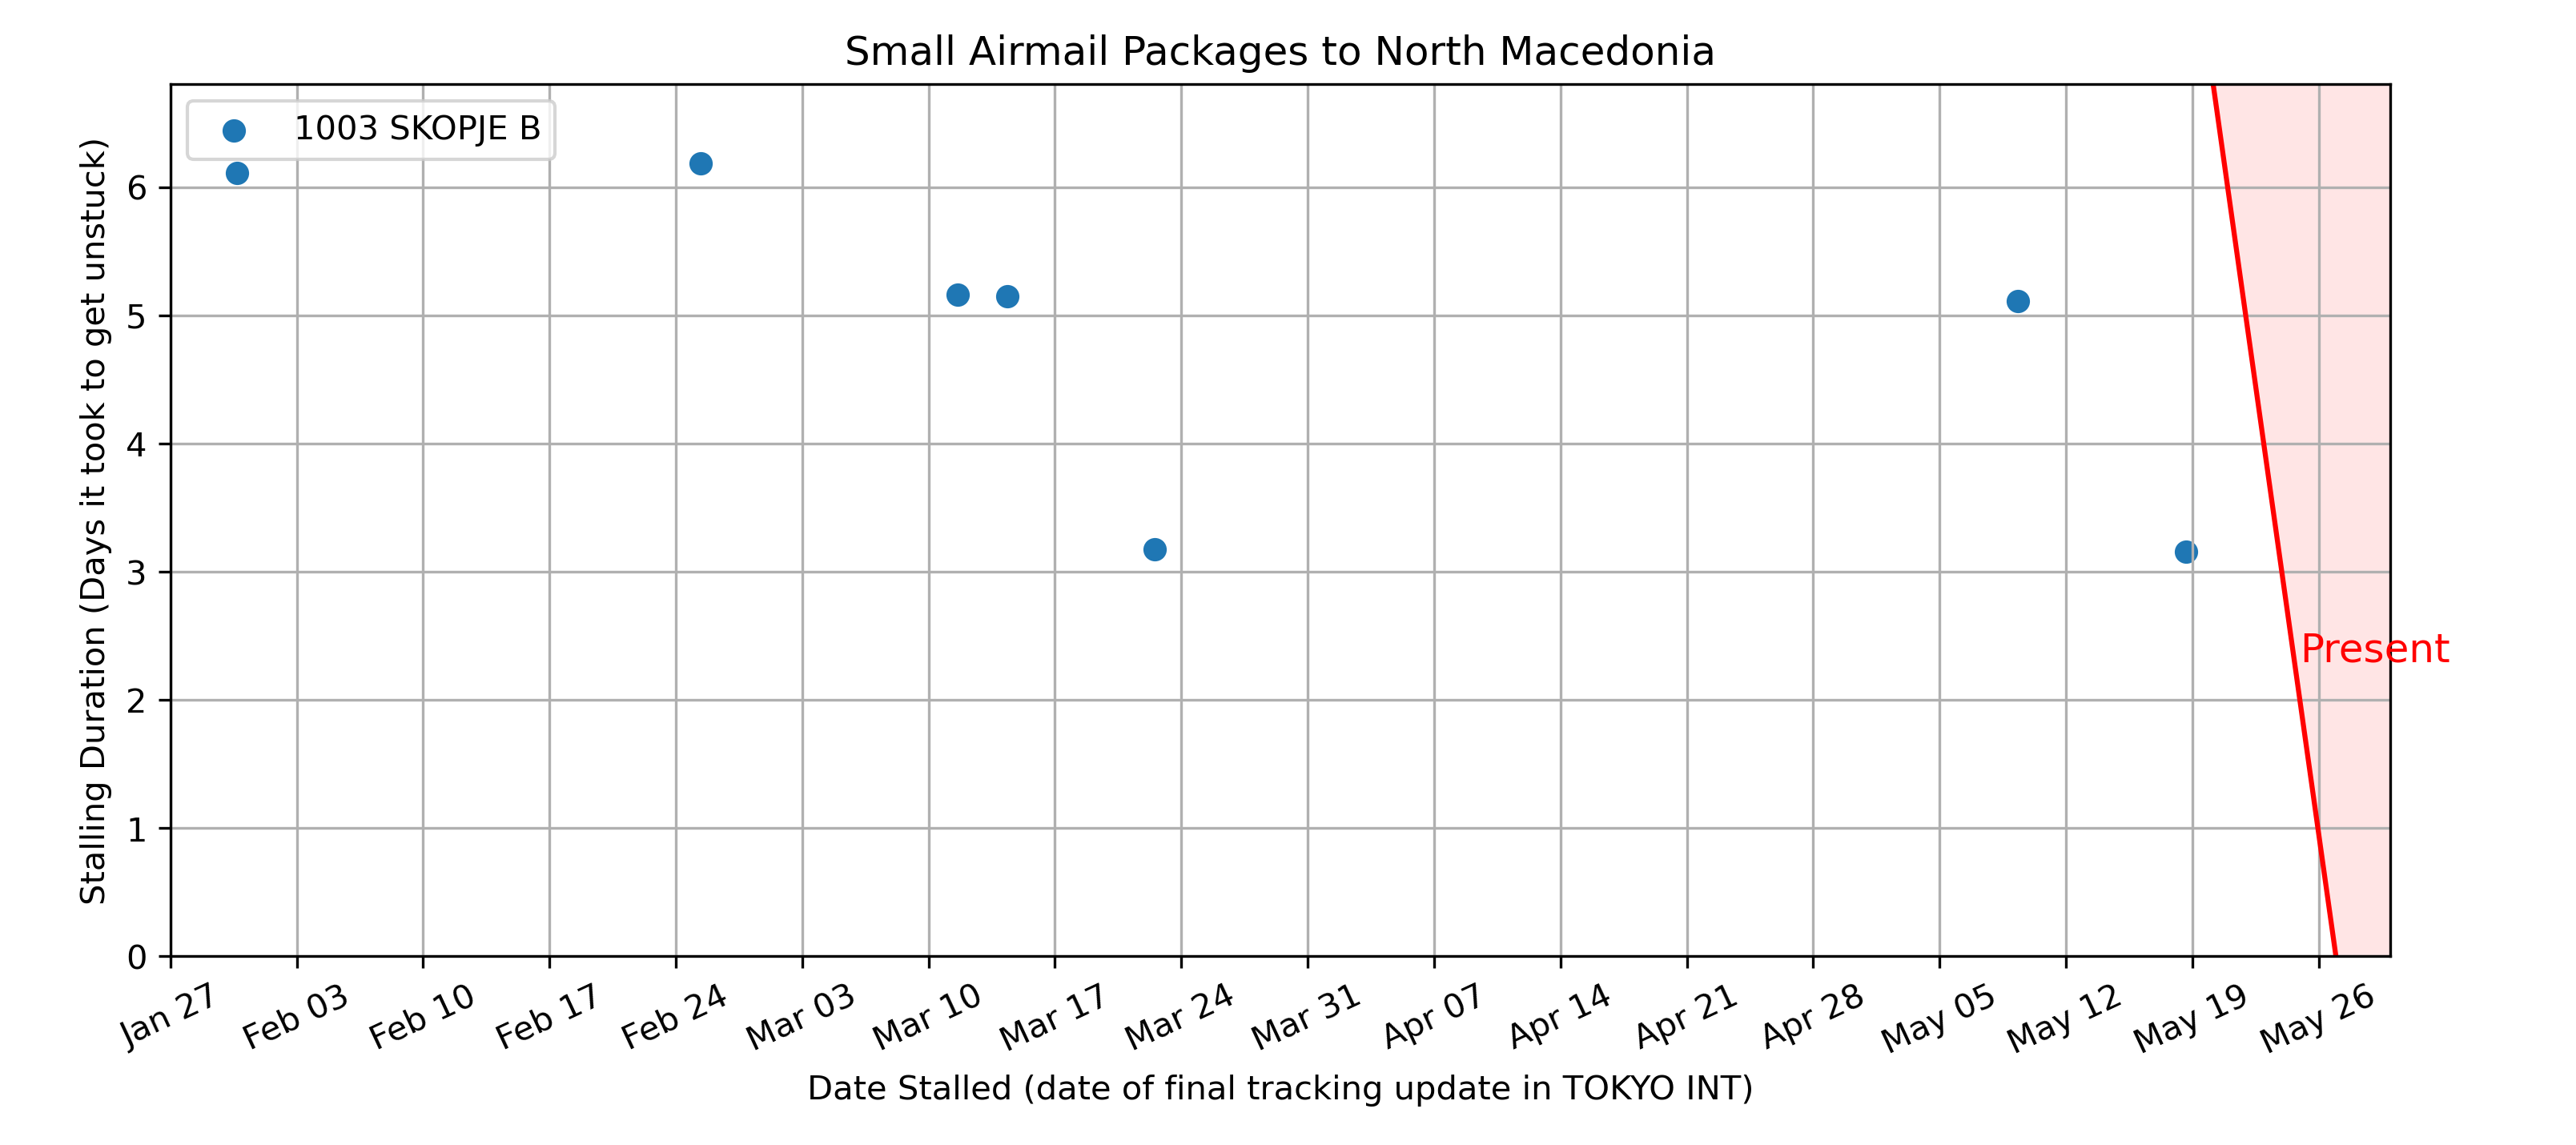 Small Airmail Packages to North Macedonia
1003 SKOPJE B
Stalling Duration (Days it took to get unstuck)
6
5
4
3
2
1
0
Present
Jan 27 Feb 03 Feb 10 Feb 17 Feb 24 Mar 03 Mar 10 Mar 17 Mar 24 Mar 31 Apr 07 Apr 14 Apr 21 Apr 28 May 05 May 12 May 19 May 26
Date Stalled (date of final tracking update in TOKYO INT)